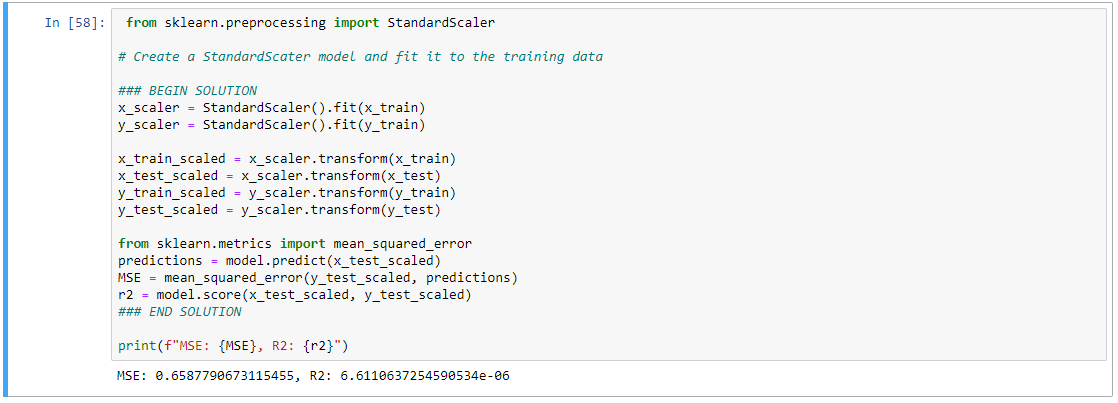 In [58]:
from sklearn.preprocessing import StandardScaler
# Create a StandardScater model and fit it to the training data
### BEGIN SOLUTION
x_scaler = StandardScaler().fit(x_train)
y_scaler = StandardScaler().fit(y_train)
x_train_scaled = x_scaler.transform(x_train)
x_test_scaled = x_scaler.transform(x_test)
y_train_scaled = y_scaler.transform(y_train)
y_test_scaled = y_scaler.transform(y_test)
from sklearn.metrics import mean_squared_error
predictions = model.predict(x_test_scaled)
MSE = mean_squared_error(y_test_scaled, predictions)
r2 = model.score(x_test_scaled, y_test_scaled)
### END SOLUTION
print(f"MSE: {MSE}, R2: {r2}")
MSE: 0.6587790673115455, R2: 6.6110637254590534e-06